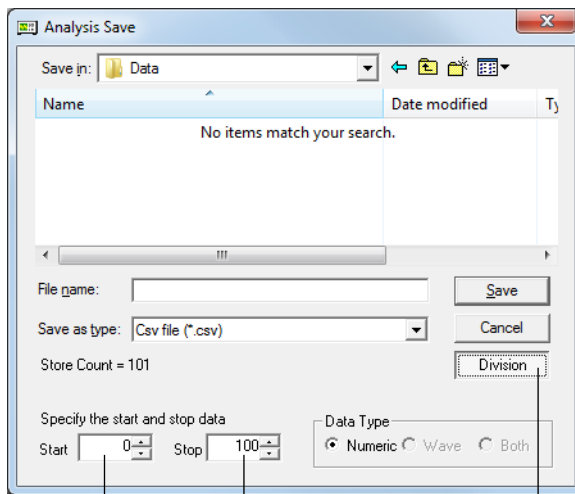 Analysis Save
Save in: Data
Name Date modified Ty
No items match your search.
File name: Save
Save as type: Csv file (*.csv) Cancel
Store Count = 101 Division
Specify the start and stop data Data Type
Start 0 Stop 100 Numeric Wave Both